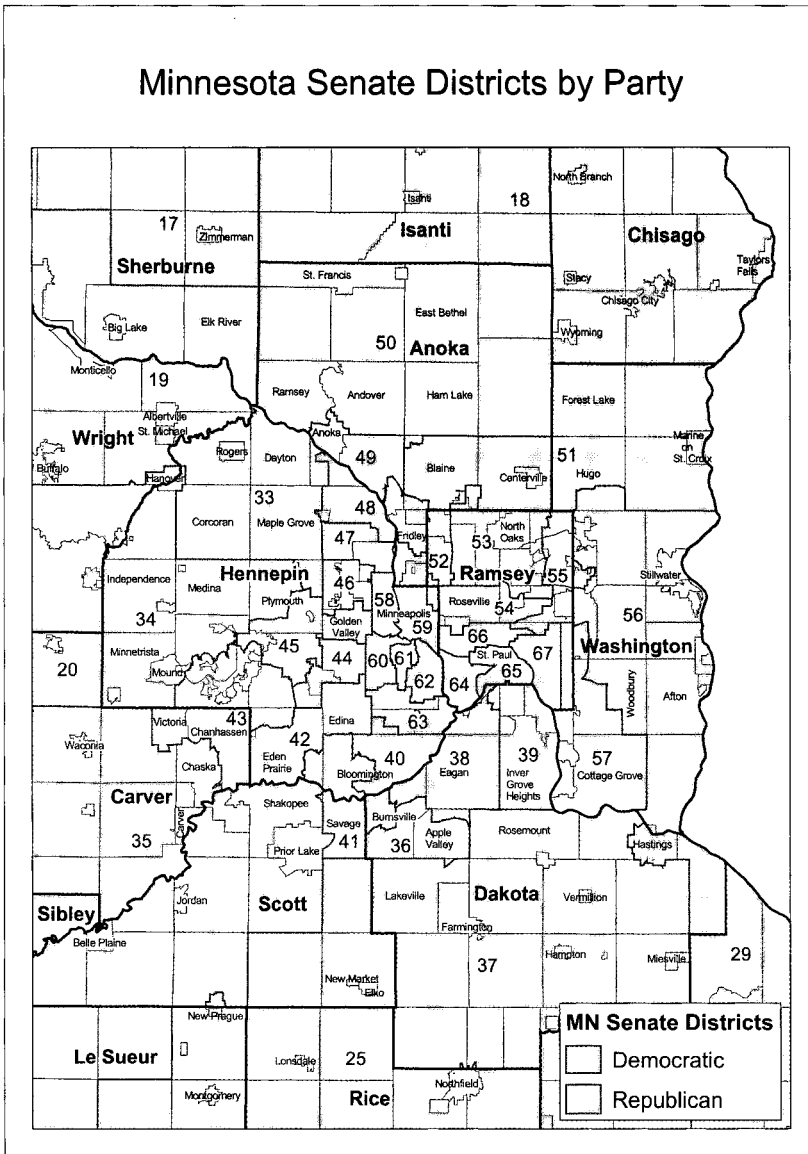 Minnesota Senate Districts by Party
North Branch
Isanti
18
17
Zimmerman
Isanti
Chisago
Sherburne
Taylors
Falls
St. Francis
Stacy
Chisago City
East Bethel
Big Lake
Elk River
Wyoming
50
Anoka
Monticello
19
Ramsey
Andover
Ham Lake
Forest Lake
Albertville
St. Michael
Anoka
Wright
Marine
on
St. Croix
Rogers
Dayton
49
Blaine
51
Buffalo
Hanover
Centerville
Hugo
33
48
Corcoran
Maple Grove
North
Oaks
47
Fridley
53
52
Hennepin
Ramsey
55
Independence
Medina
46
Stillwater
Plymouth
58
Minneapolis
Roseville
54
56
34
Golden
Valley
59
66
Washington
Minnetrista
45
44
60
61
St. Paul
67
20
Mound
62
64
65
Woodbury
Afton
Victoria
43
Chanhassen
Edina
63
Waconia
42
Eden
Prairie
40
38
39
57
Chaska
Bloomington
Eagan
Inver
Grove
Heights
Cottage Grove
Carver
Carver
Shakopee
Savage
Burnsville
Rosemount
35
41
36
Apple
Valley
Hastings
Prior Lake
Jordan
Scott
Lakeville
Dakota
Vermillion
Sibley
Farmington
Belle Plaine
37
Hampton
Miesville
29
New Market
Elko
New Prague
MN Senate Districts
Le Sueur
Lonsdale
25
Democratic
Northfield
Montgomery
Rice
Republican